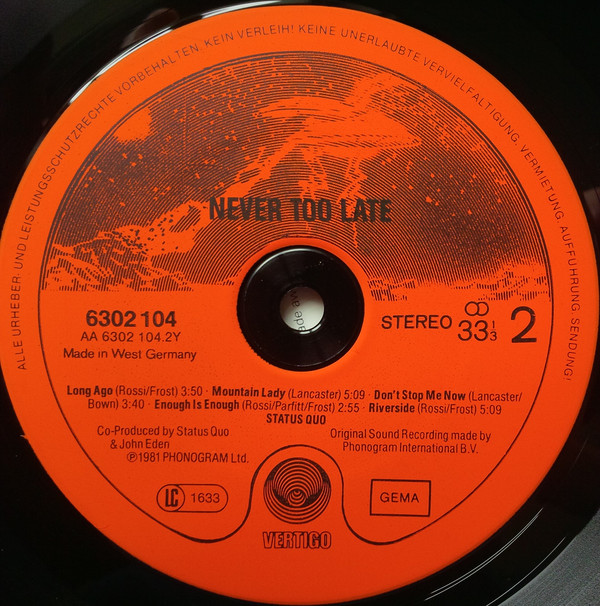 ALLE URHEBER UND LEISTUNGSSCHUTZRECHTE VORBEHALTEN. KEIN VERLEIH! KEINE UNERLAUBTE VERVIELFÄLTIGUNG, VERMIETUNG, AUFFÜHRUNG, SENDUNG!
NEVER TOO LATE
6302 104
AA 6302 104.2Y
Made in West Germany
STEREO 33 1/3 2
Long Ago (Rossi/Frost) 3:50 · Mountain Lady (Lancaster) 5:09 · Don't Stop Me Now (Lancaster/
Bown) 3:40 · Enough Is Enough (Rossi/Parfitt/Frost) 2:55 · Riverside (Rossi/Frost) 5:09
STATUS QUO
Co-Produced by Status Quo
& John Eden
℗1981 PHONOGRAM Ltd.
Original Sound Recording made by
Phonogram International B.V.
LC 1633
GEMA
VERTIGO